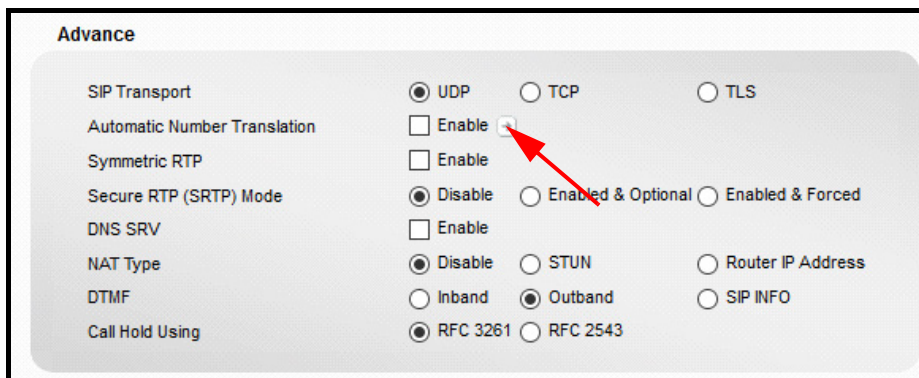 Advance
SIP Transport UDP TCP TLS
Automatic Number Translation Enable
Symmetric RTP Enable
Secure RTP (SRTP) Mode Disable Enabled & Optional Enabled & Forced
DNS SRV Enable
NAT Type Disable STUN Router IP Address
DTMF Inband Outband SIP INFO
Call Hold Using RFC 3261 RFC 2543